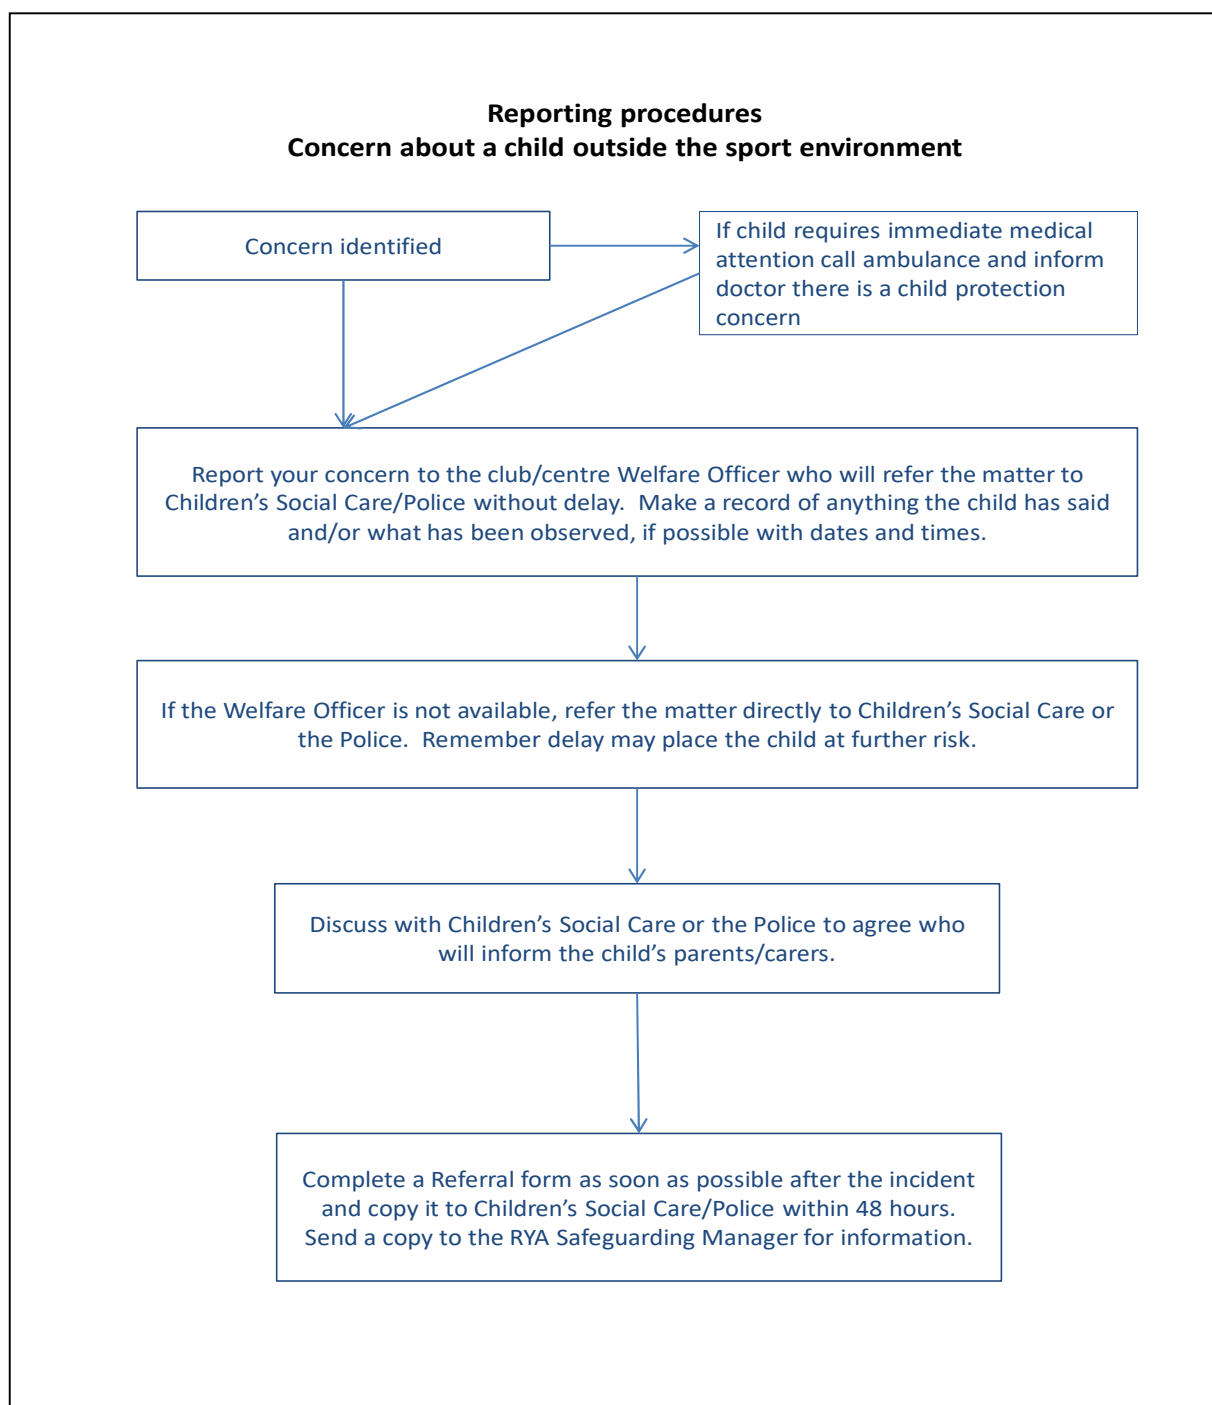 Reporting procedures
Concern about a child outside the sport environment
Concern identified
If child requires immediate medical
attention call ambulance and inform
doctor there is a child protection
concern
Report your concern to the club/centre Welfare Officer who will refer the matter to
Children’s Social Care/Police without delay.  Make a record of anything the child has said
and/or what has been observed, if possible with dates and times.
If the Welfare Officer is not available, refer the matter directly to Children’s Social Care or
the Police.  Remember delay may place the child at further risk.
Discuss with Children’s Social Care or the Police to agree who
will inform the child’s parents/carers.
Complete a Referral form as soon as possible after the incident
and copy it to Children’s Social Care/Police within 48 hours.
Send a copy to the RYA Safeguarding Manager for information.